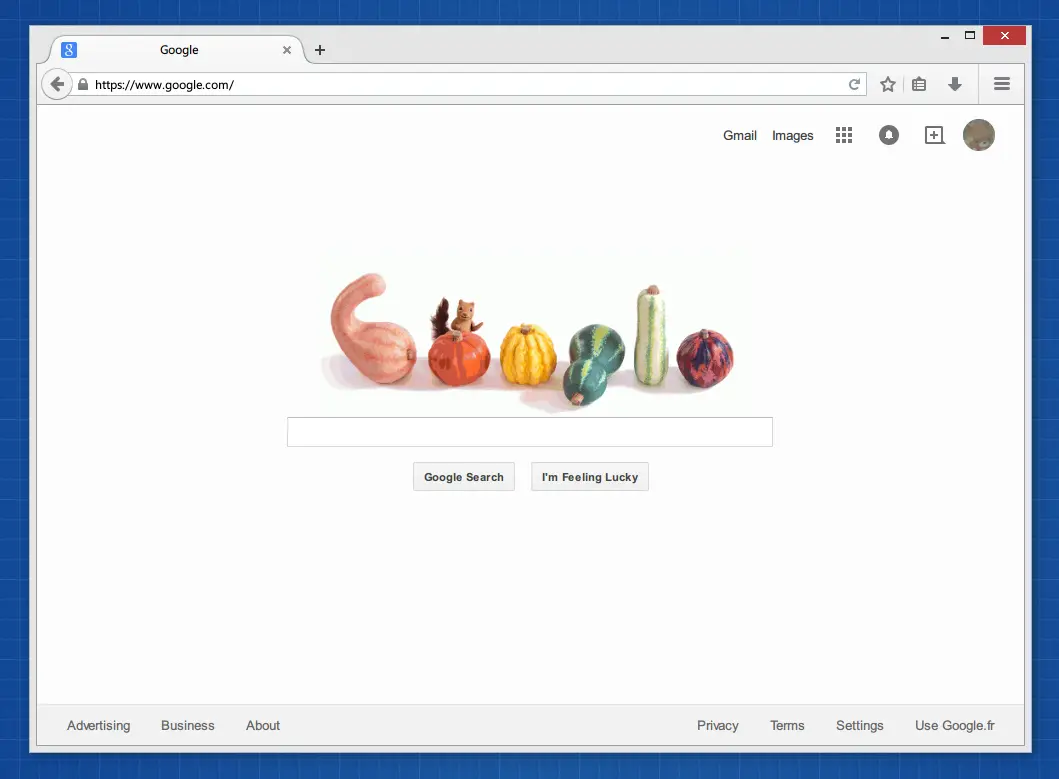 Google
https://www.google.com/
Gmail Images
Google Search I'm Feeling Lucky
Advertising Business About Privacy Terms Settings Use Google.fr